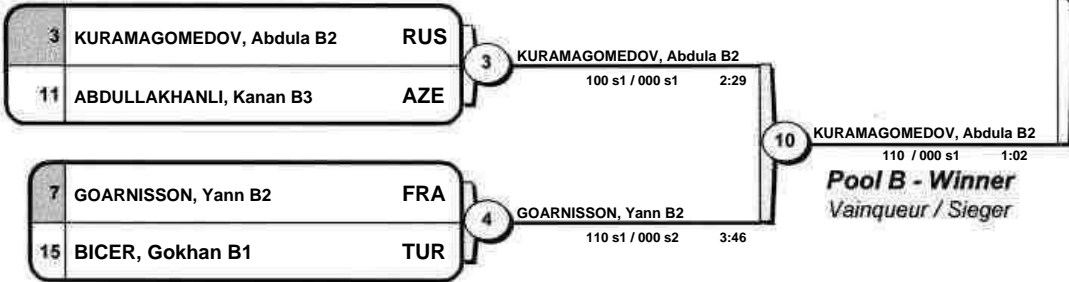 3 KURAMAGOMEDOV, Abdula B2 RUS
11 ABDULLAKHANLI, Kanan B3 AZE
3
KURAMAGOMEDOV, Abdula B2
100 s1 / 000 s1 2:29
7 GOARNISSON, Yann B2 FRA
15 BICER, Gokhan B1 TUR
4
GOARNISSON, Yann B2
110 s1 / 000 s2 3:46
10
KURAMAGOMEDOV, Abdula B2
110 / 000 s1 1:02
Pool B - Winner
Vainqueur / Sieger